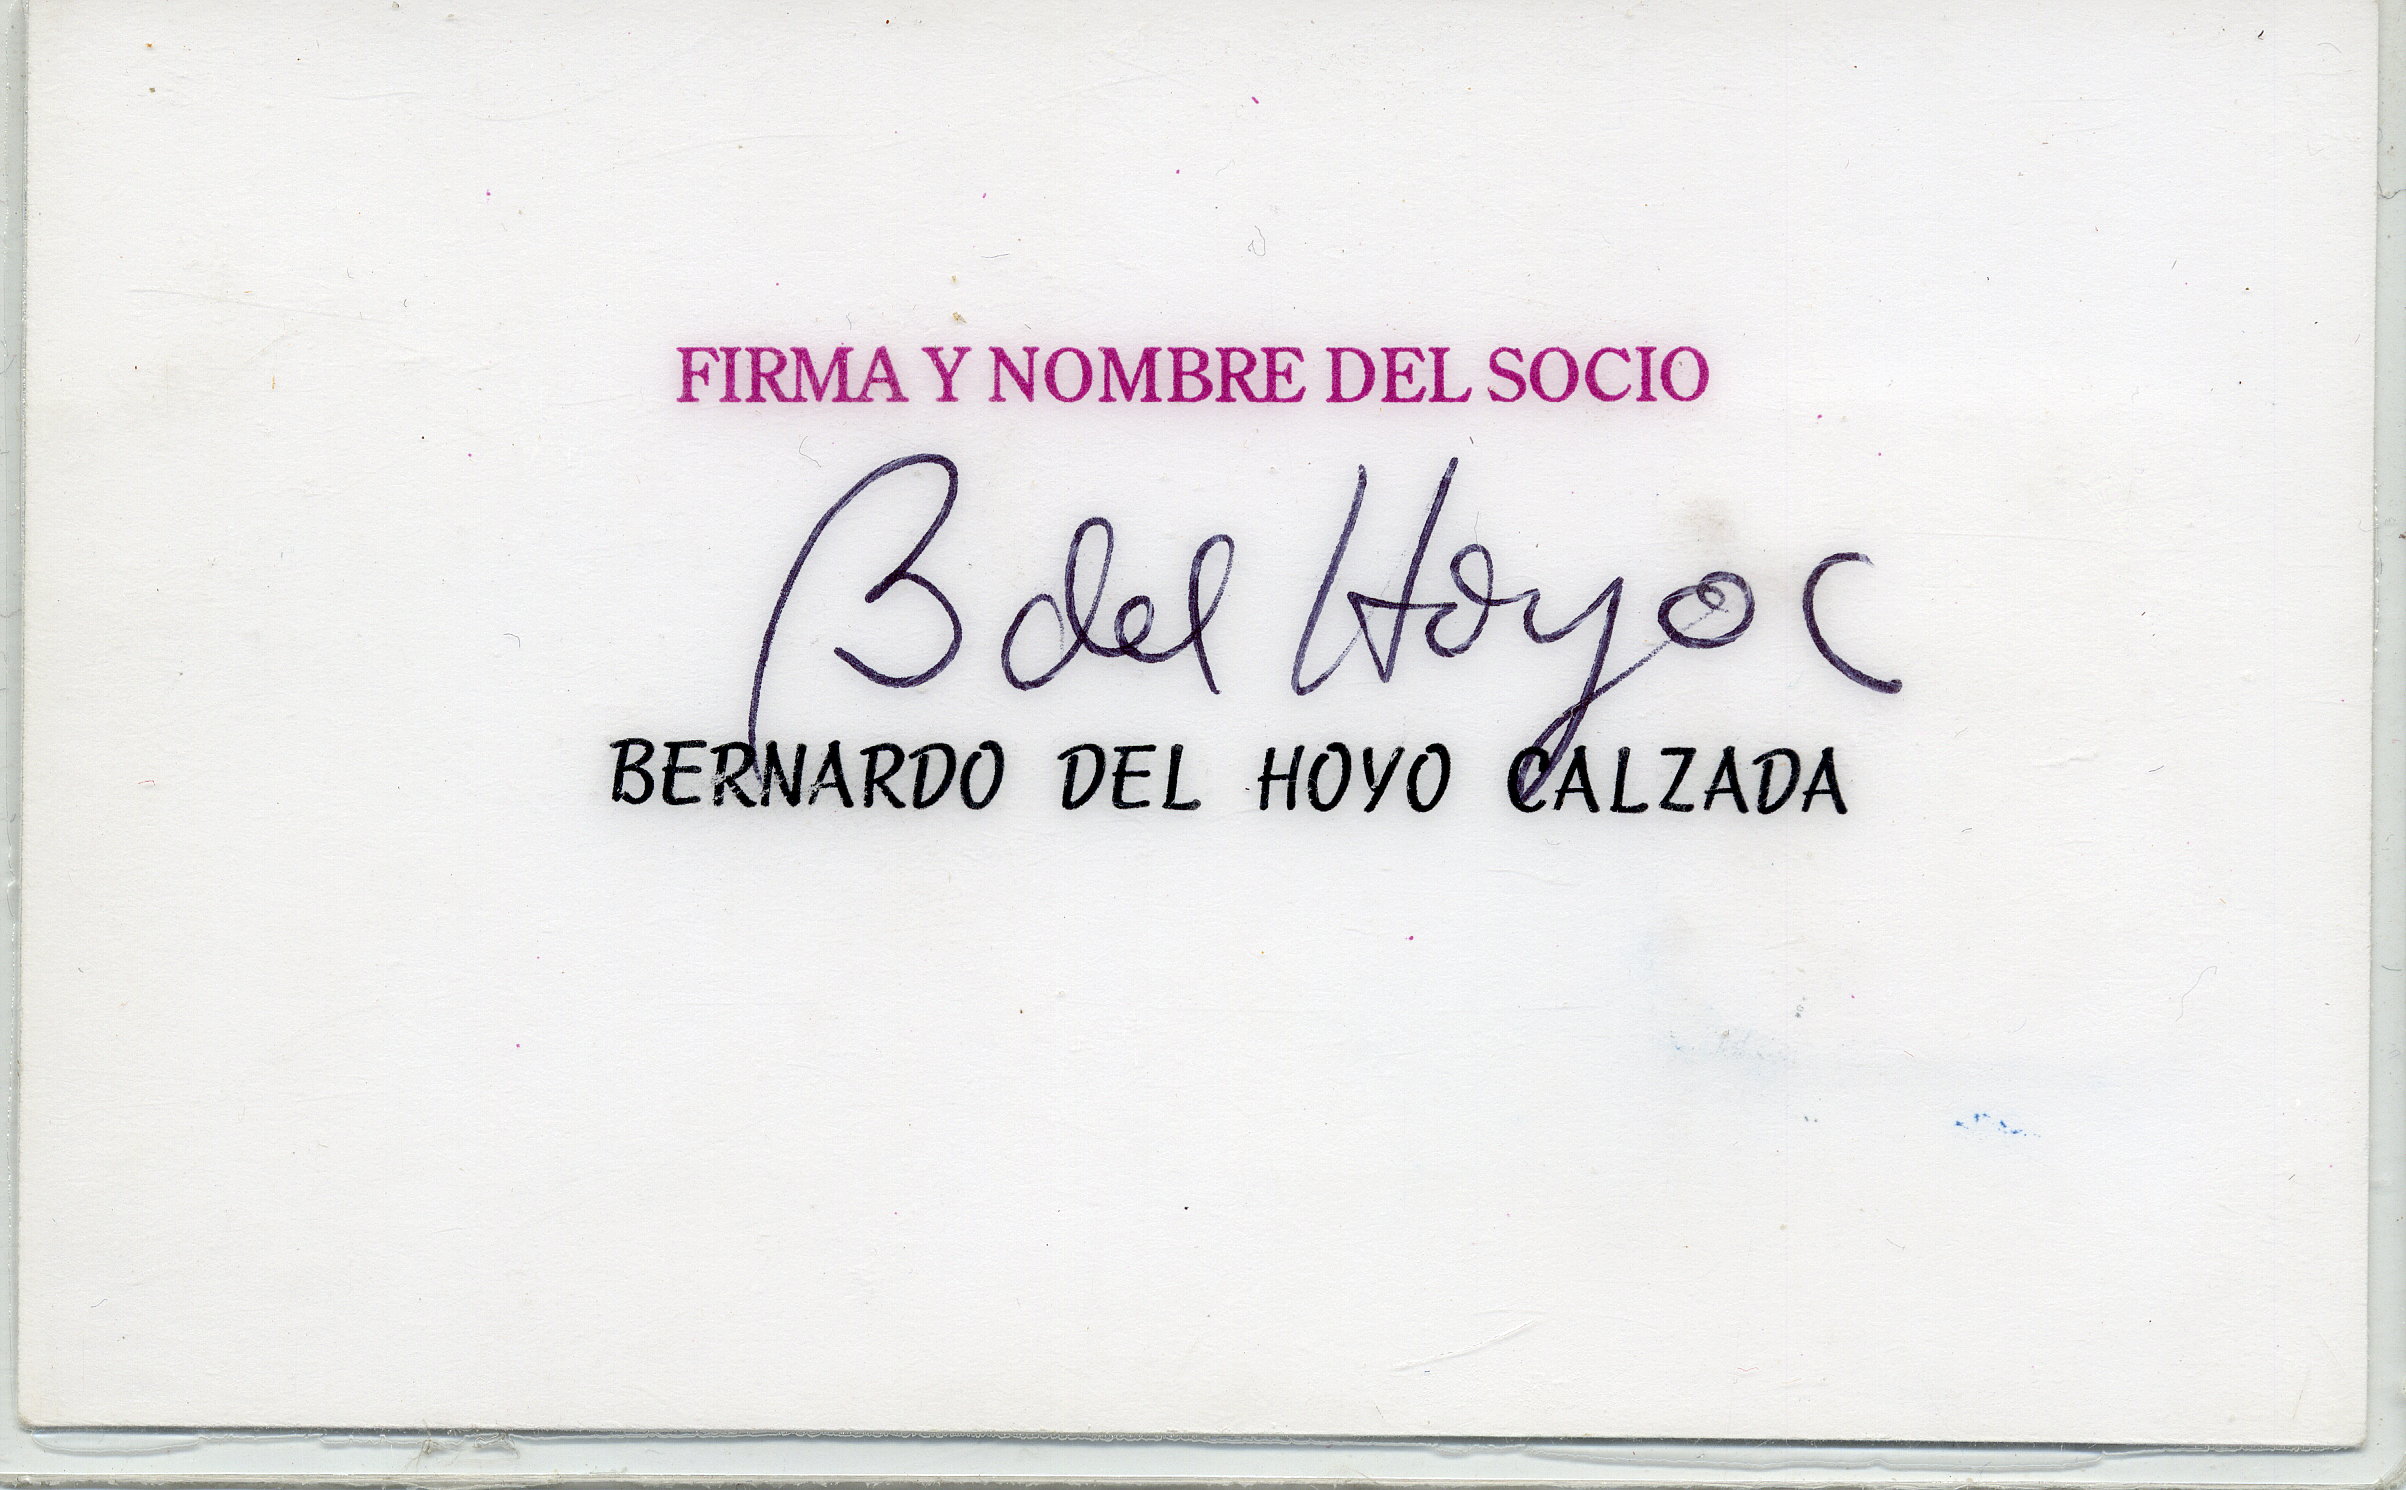 FIRMA Y NOMBRE DEL SOCIO
B del Hoyo C
BERNARDO DEL HOYO CALZADA